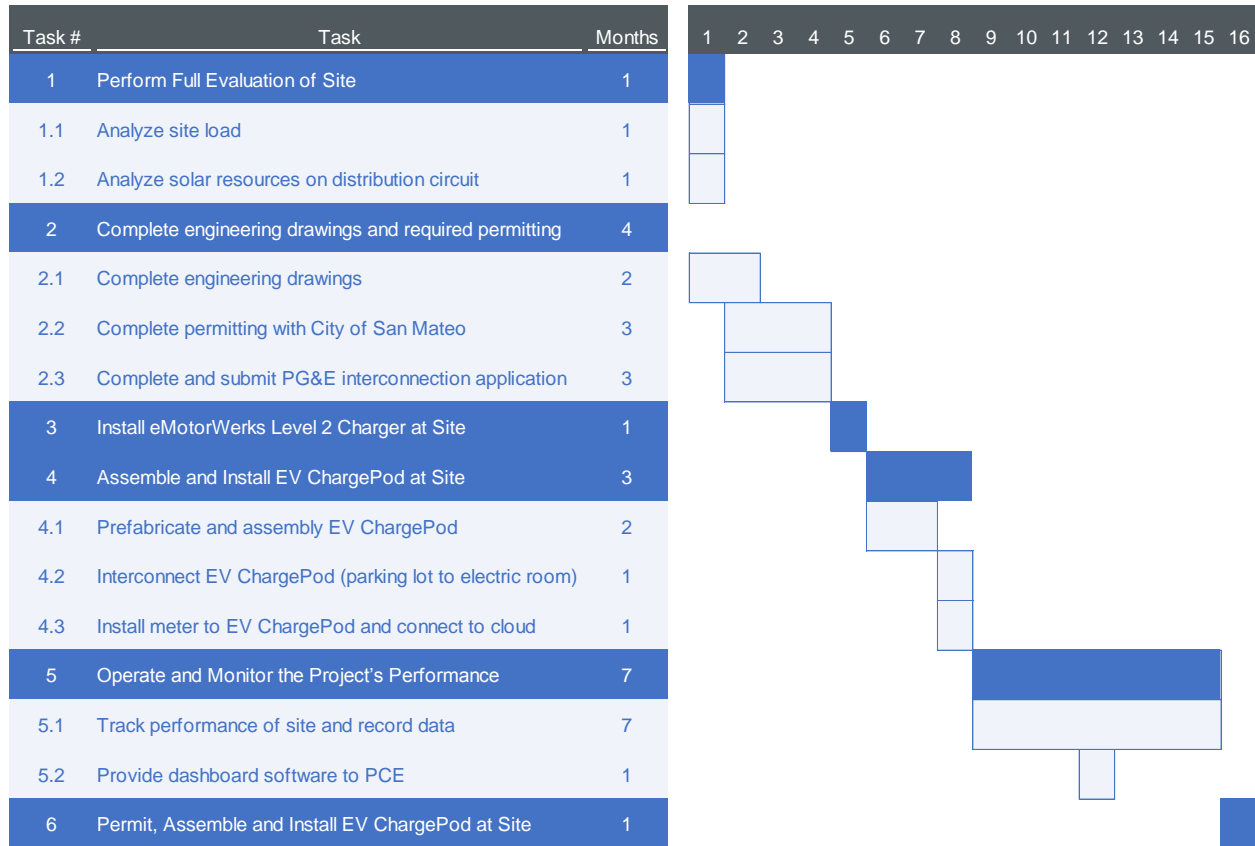 Task # Task Months 1 2 3 4 5 6 7 8 9 10 11 12 13 14 15 16
1 Perform Full Evaluation of Site 1
1.1 Analyze site load 1
1.2 Analyze solar resources on distribution circuit 1
2 Complete engineering drawings and required permitting 4
2.1 Complete engineering drawings 2
2.2 Complete permitting with City of San Mateo 3
2.3 Complete and submit PG&E interconnection application 3
3 Install eMotorWerks Level 2 Charger at Site 1
4 Assemble and Install EV ChargePod at Site 3
4.1 Prefabricate and assembly EV ChargePod 2
4.2 Interconnect EV ChargePod (parking lot to electric room) 1
4.3 Install meter to EV ChargePod and connect to cloud 1
5 Operate and Monitor the Project’s Performance 7
5.1 Track performance of site and record data 7
5.2 Provide dashboard software to PCE 1
6 Permit, Assemble and Install EV ChargePod at Site 1